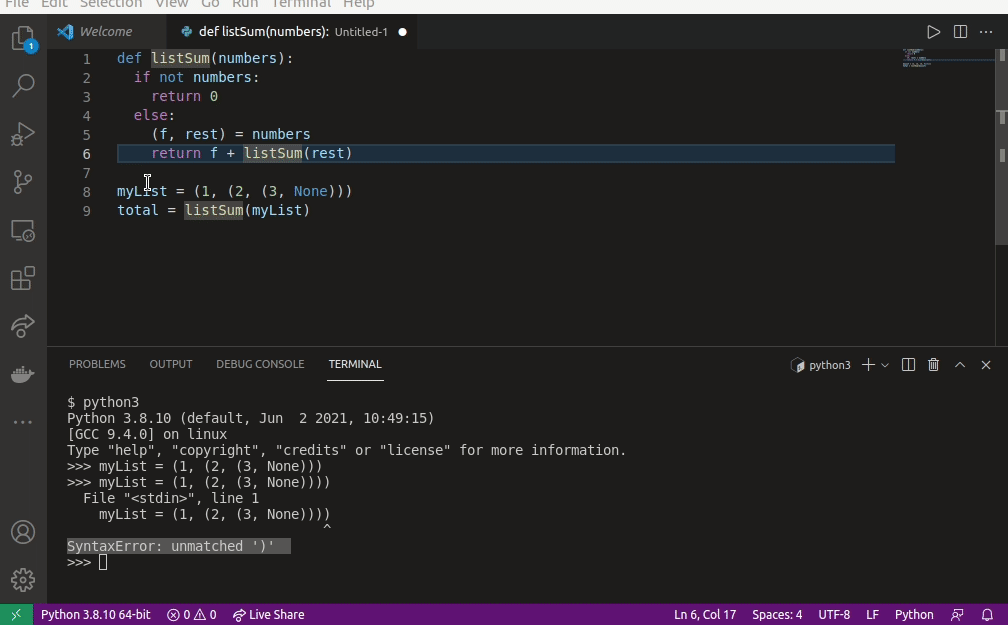 File Edit Selection View Go Run Terminal Help
Welcome def listSum(numbers): Untitled-1
1
1 def listSum(numbers):
2 if not numbers:
3 return 0
4 else:
5 (f, rest) = numbers
6 return f + listSum(rest)
7
8 myList = (1, (2, (3, None)))
9 total = listSum(myList)
PROBLEMS OUTPUT DEBUG CONSOLE TERMINAL python3
$ python3
Python 3.8.10 (default, Jun  2 2021, 10:49:15)
[GCC 9.4.0] on linux
Type "help", "copyright", "credits" or "license" for more information.
>>> myList = (1, (2, (3, None)))
>>> myList = (1, (2, (3, None))))
File "<stdin>", line 1
myList = (1, (2, (3, None))))
^
SyntaxError: unmatched ')'
>>>
Python 3.8.10 64-bit 0 0 Live Share Ln 6, Col 17 Spaces: 4 UTF-8 LF Python